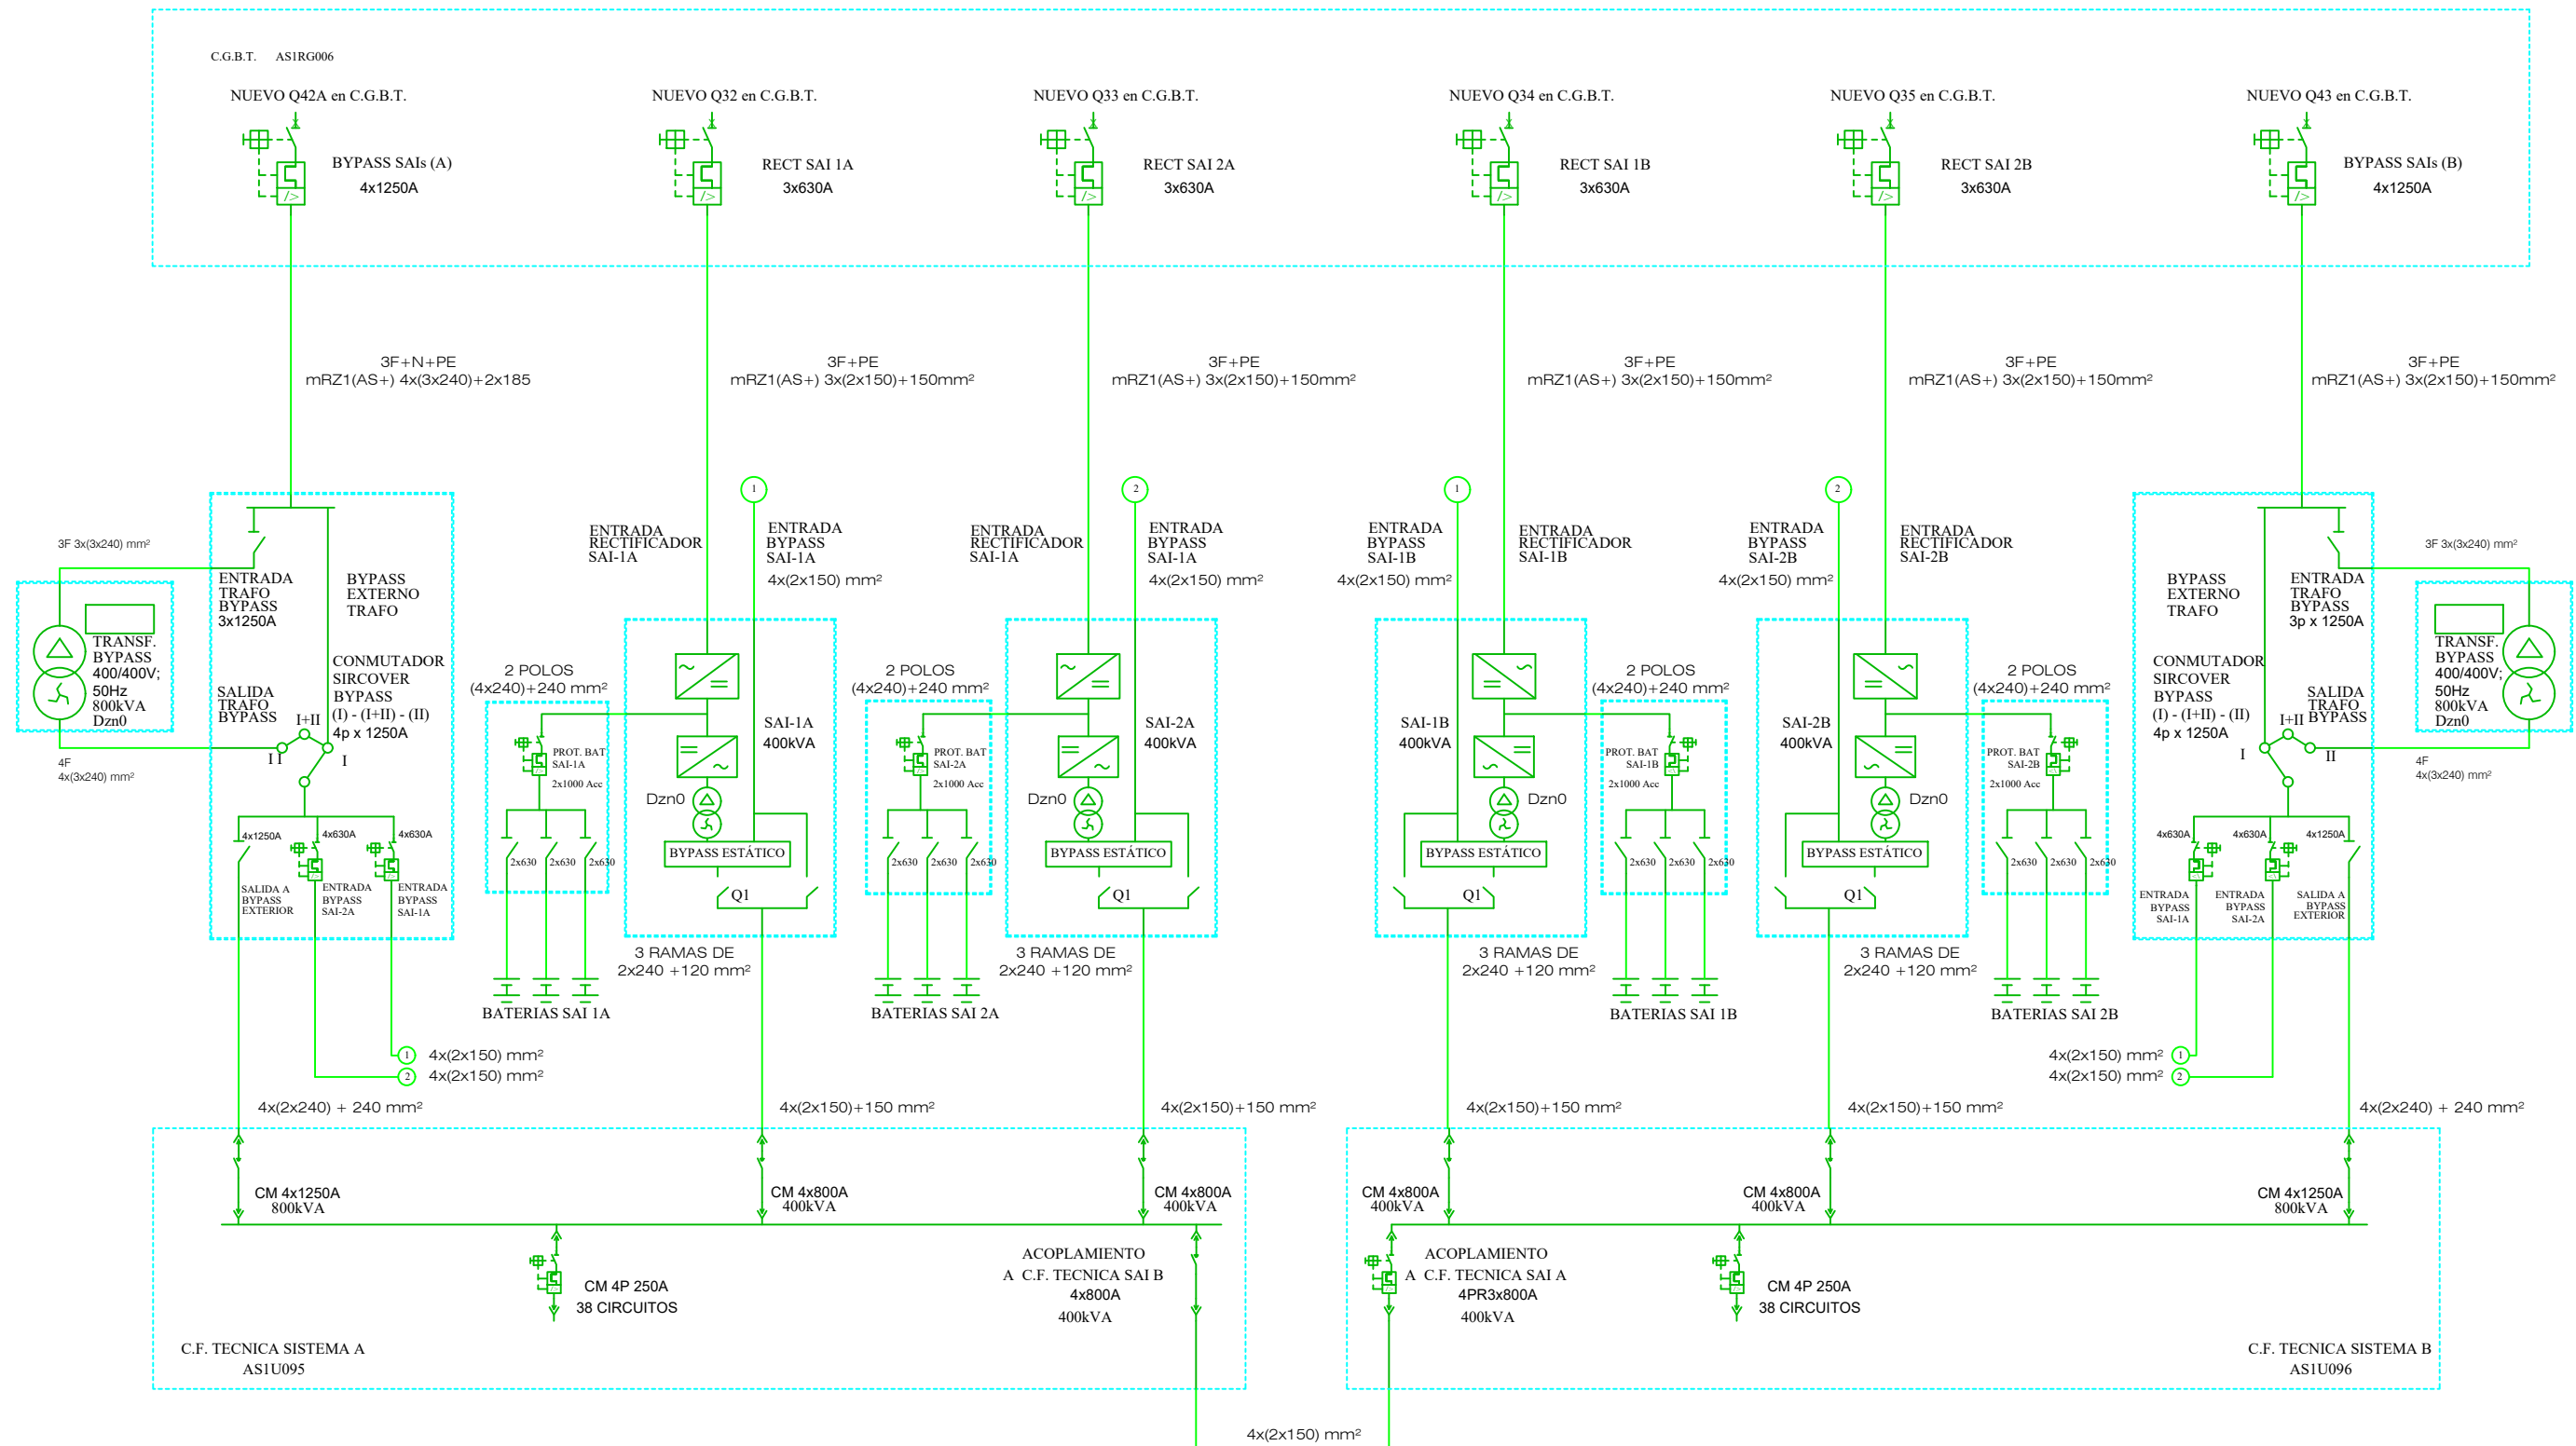 C.G.B.T. AS1RG006
NUEVO Q42A en C.G.B.T.
BYPASS SAIs (A)
4x1250A
NUEVO Q32 en C.G.B.T.
RECT SAI 1A
3x630A
NUEVO Q33 en C.G.B.T.
RECT SAI 2A
3x630A
NUEVO Q34 en C.G.B.T.
RECT SAI 1B
3x630A
NUEVO Q35 en C.G.B.T.
RECT SAI 2B
3x630A
NUEVO Q43 en C.G.B.T.
BYPASS SAIs (B)
4x1250A
3F+N+PE
mRZ1(AS+) 4x(3x240)+2x185
3F+PE
mRZ1(AS+) 3x(2x150)+150mm²
3F+PE
mRZ1(AS+) 3x(2x150)+150mm²
3F+PE
mRZ1(AS+) 3x(2x150)+150mm²
3F+PE
mRZ1(AS+) 3x(2x150)+150mm²
3F+PE
mRZ1(AS+) 3x(2x150)+150mm²
3F 3x(3x240) mm²
TRANSF.
BYPASS
400/400V;
50Hz
800kVA
Dzn0
4F
4x(3x240) mm²
ENTRADA
TRAFO
BYPASS
3x1250A
BYPASS
EXTERNO
TRAFO
SALIDA
TRAFO
BYPASS
CONMUTADOR
SIRCOVER
BYPASS
(I) - (I+II) - (II)
4p x 1250A
I+II
I I
I
4x1250A
4x630A
4x630A
SALIDA A
BYPASS
EXTERIOR
ENTRADA
BYPASS
SAI-2A
ENTRADA
BYPASS
SAI-1A
1
4x(2x150) mm²
2
4x(2x150) mm²
ENTRADA
RECTIFICADOR
SAI-1A
1
ENTRADA
BYPASS
SAI-1A
4x(2x150) mm²
2 POLOS
(4x240)+240 mm²
PROT. BAT
SAI-1A
2x1000 Acc
2x630
2x630
2x630
BATERIAS SAI 1A
SAI-1A
400kVA
Dzn0
BYPASS ESTÁTICO
Q1
3 RAMAS DE
2x240 +120 mm²
ENTRADA
RECTIFICADOR
SAI-1A
2
ENTRADA
BYPASS
SAI-1A
4x(2x150) mm²
2 POLOS
(4x240)+240 mm²
PROT. BAT
SAI-2A
2x1000 Acc
2x630
2x630
2x630
BATERIAS SAI 2A
SAI-2A
400kVA
Dzn0
BYPASS ESTÁTICO
Q1
3 RAMAS DE
2x240 +120 mm²
1
ENTRADA
BYPASS
SAI-1B
4x(2x150) mm²
ENTRADA
RECTIFICADOR
SAI-1B
SAI-1B
400kVA
Dzn0
BYPASS ESTÁTICO
Q1
3 RAMAS DE
2x240 +120 mm²
2 POLOS
(4x240)+240 mm²
PROT. BAT
SAI-1B
2x1000 Acc
2x630
2x630
2x630
BATERIAS SAI 1B
2
ENTRADA
BYPASS
SAI-2B
4x(2x150) mm²
ENTRADA
RECTIFICADOR
SAI-2B
SAI-2B
400kVA
Dzn0
BYPASS ESTÁTICO
Q1
3 RAMAS DE
2x240 +120 mm²
2 POLOS
(4x240)+240 mm²
PROT. BAT
SAI-2B
2x1000 Acc
2x630
2x630
2x630
BATERIAS SAI 2B
BYPASS
EXTERNO
TRAFO
ENTRADA
TRAFO
BYPASS
3p x 1250A
CONMUTADOR
SIRCOVER
BYPASS
(I) - (I+II) - (II)
4p x 1250A
SALIDA
TRAFO
BYPASS
I+II
I
II
4x630A
4x630A
4x1250A
ENTRADA
BYPASS
SAI-1A
ENTRADA
BYPASS
SAI-2A
SALIDA A
BYPASS
EXTERIOR
4x(2x150) mm²
1
4x(2x150) mm²
2
3F 3x(3x240) mm²
TRANSF.
BYPASS
400/400V;
50Hz
800kVA
Dzn0
4F
4x(3x240) mm²
4x(2x240) + 240 mm²
4x(2x150)+150 mm²
4x(2x150)+150 mm²
4x(2x150)+150 mm²
4x(2x150)+150 mm²
4x(2x240) + 240 mm²
CM 4x1250A
800kVA
CM 4x800A
400kVA
CM 4x800A
400kVA
CM 4P 250A
38 CIRCUITOS
ACOPLAMIENTO
A C.F. TECNICA SAI B
4x800A
400kVA
C.F. TECNICA SISTEMA A
AS1U095
CM 4x800A
400kVA
CM 4x800A
400kVA
CM 4x1250A
800kVA
ACOPLAMIENTO
A C.F. TECNICA SAI A
4PR3x800A
400kVA
CM 4P 250A
38 CIRCUITOS
C.F. TECNICA SISTEMA B
AS1U096
4x(2x150) mm²